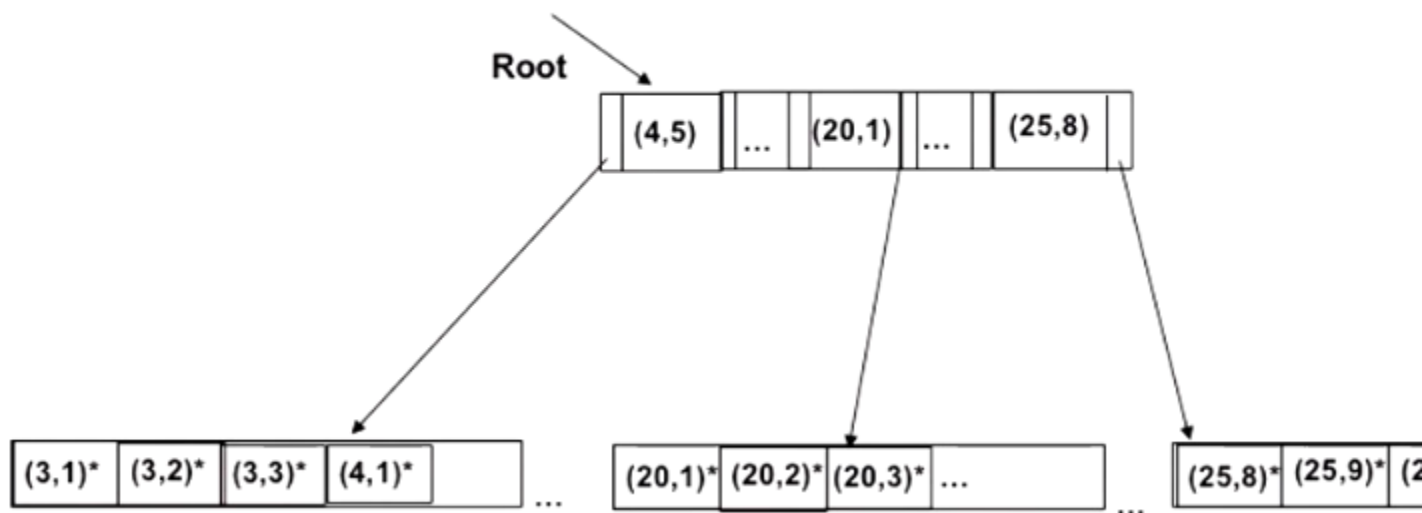 Root
(4,5) ... (20,1) ... (25,8)
(3,1)* (3,2)* (3,3)* (4,1)* ... (20,1)* (20,2)* (20,3)* ... ... (25,8)* (25,9)*